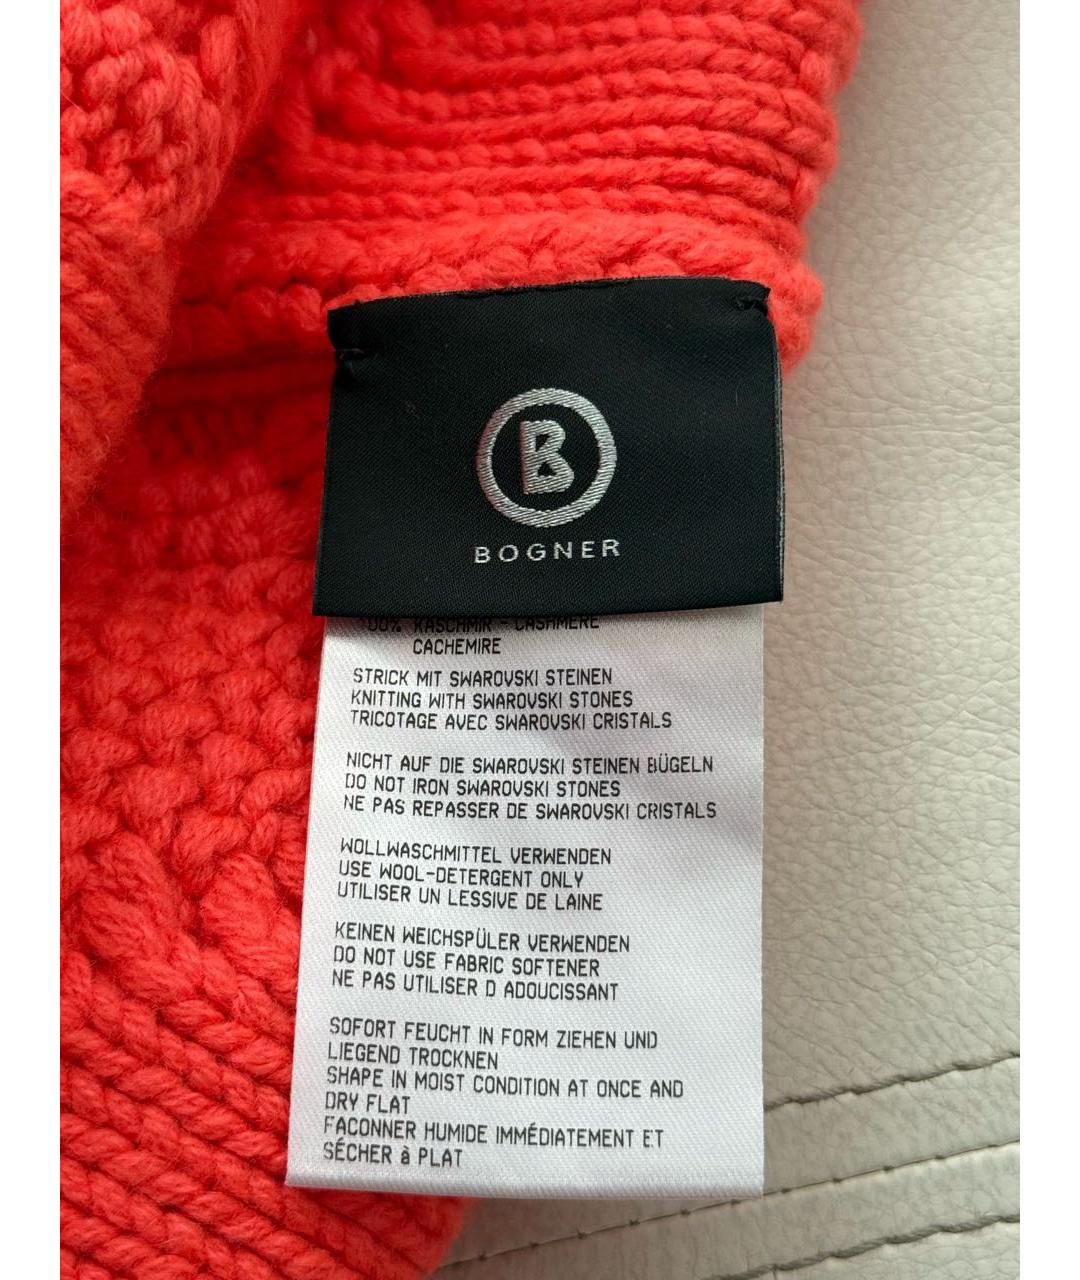 B
BOGNER
100% KASCHMIR - CASHMERE
CACHEMIRE
STRICK MIT SWAROVSKI STEINEN
KNITTING WITH SWAROVSKI STONES
TRICOTAGE AVEC SWAROVSKI CRISTALS
NICHT AUF DIE SWAROVSKI STEINEN BÜGELN
DO NOT IRON SWAROVSKI STONES
NE PAS REPASSER DE SWAROVSKI CRISTALS
WOLLWASCHMITTEL VERWENDEN
USE WOOL-DETERGENT ONLY
UTILISER UN LESSIVE DE LAINE
KEINEN WEICHSPÜLER VERWENDEN
DO NOT USE FABRIC SOFTENER
NE PAS UTILISER D ADOUCISSANT
SOFORT FEUCHT IN FORM ZIEHEN UND
LIEGEND TROCKNEN
SHAPE IN MOIST CONDITION AT ONCE AND
DRY FLAT
FACONNER HUMIDE IMMÉDIATEMENT ET
SÉCHER à PLAT